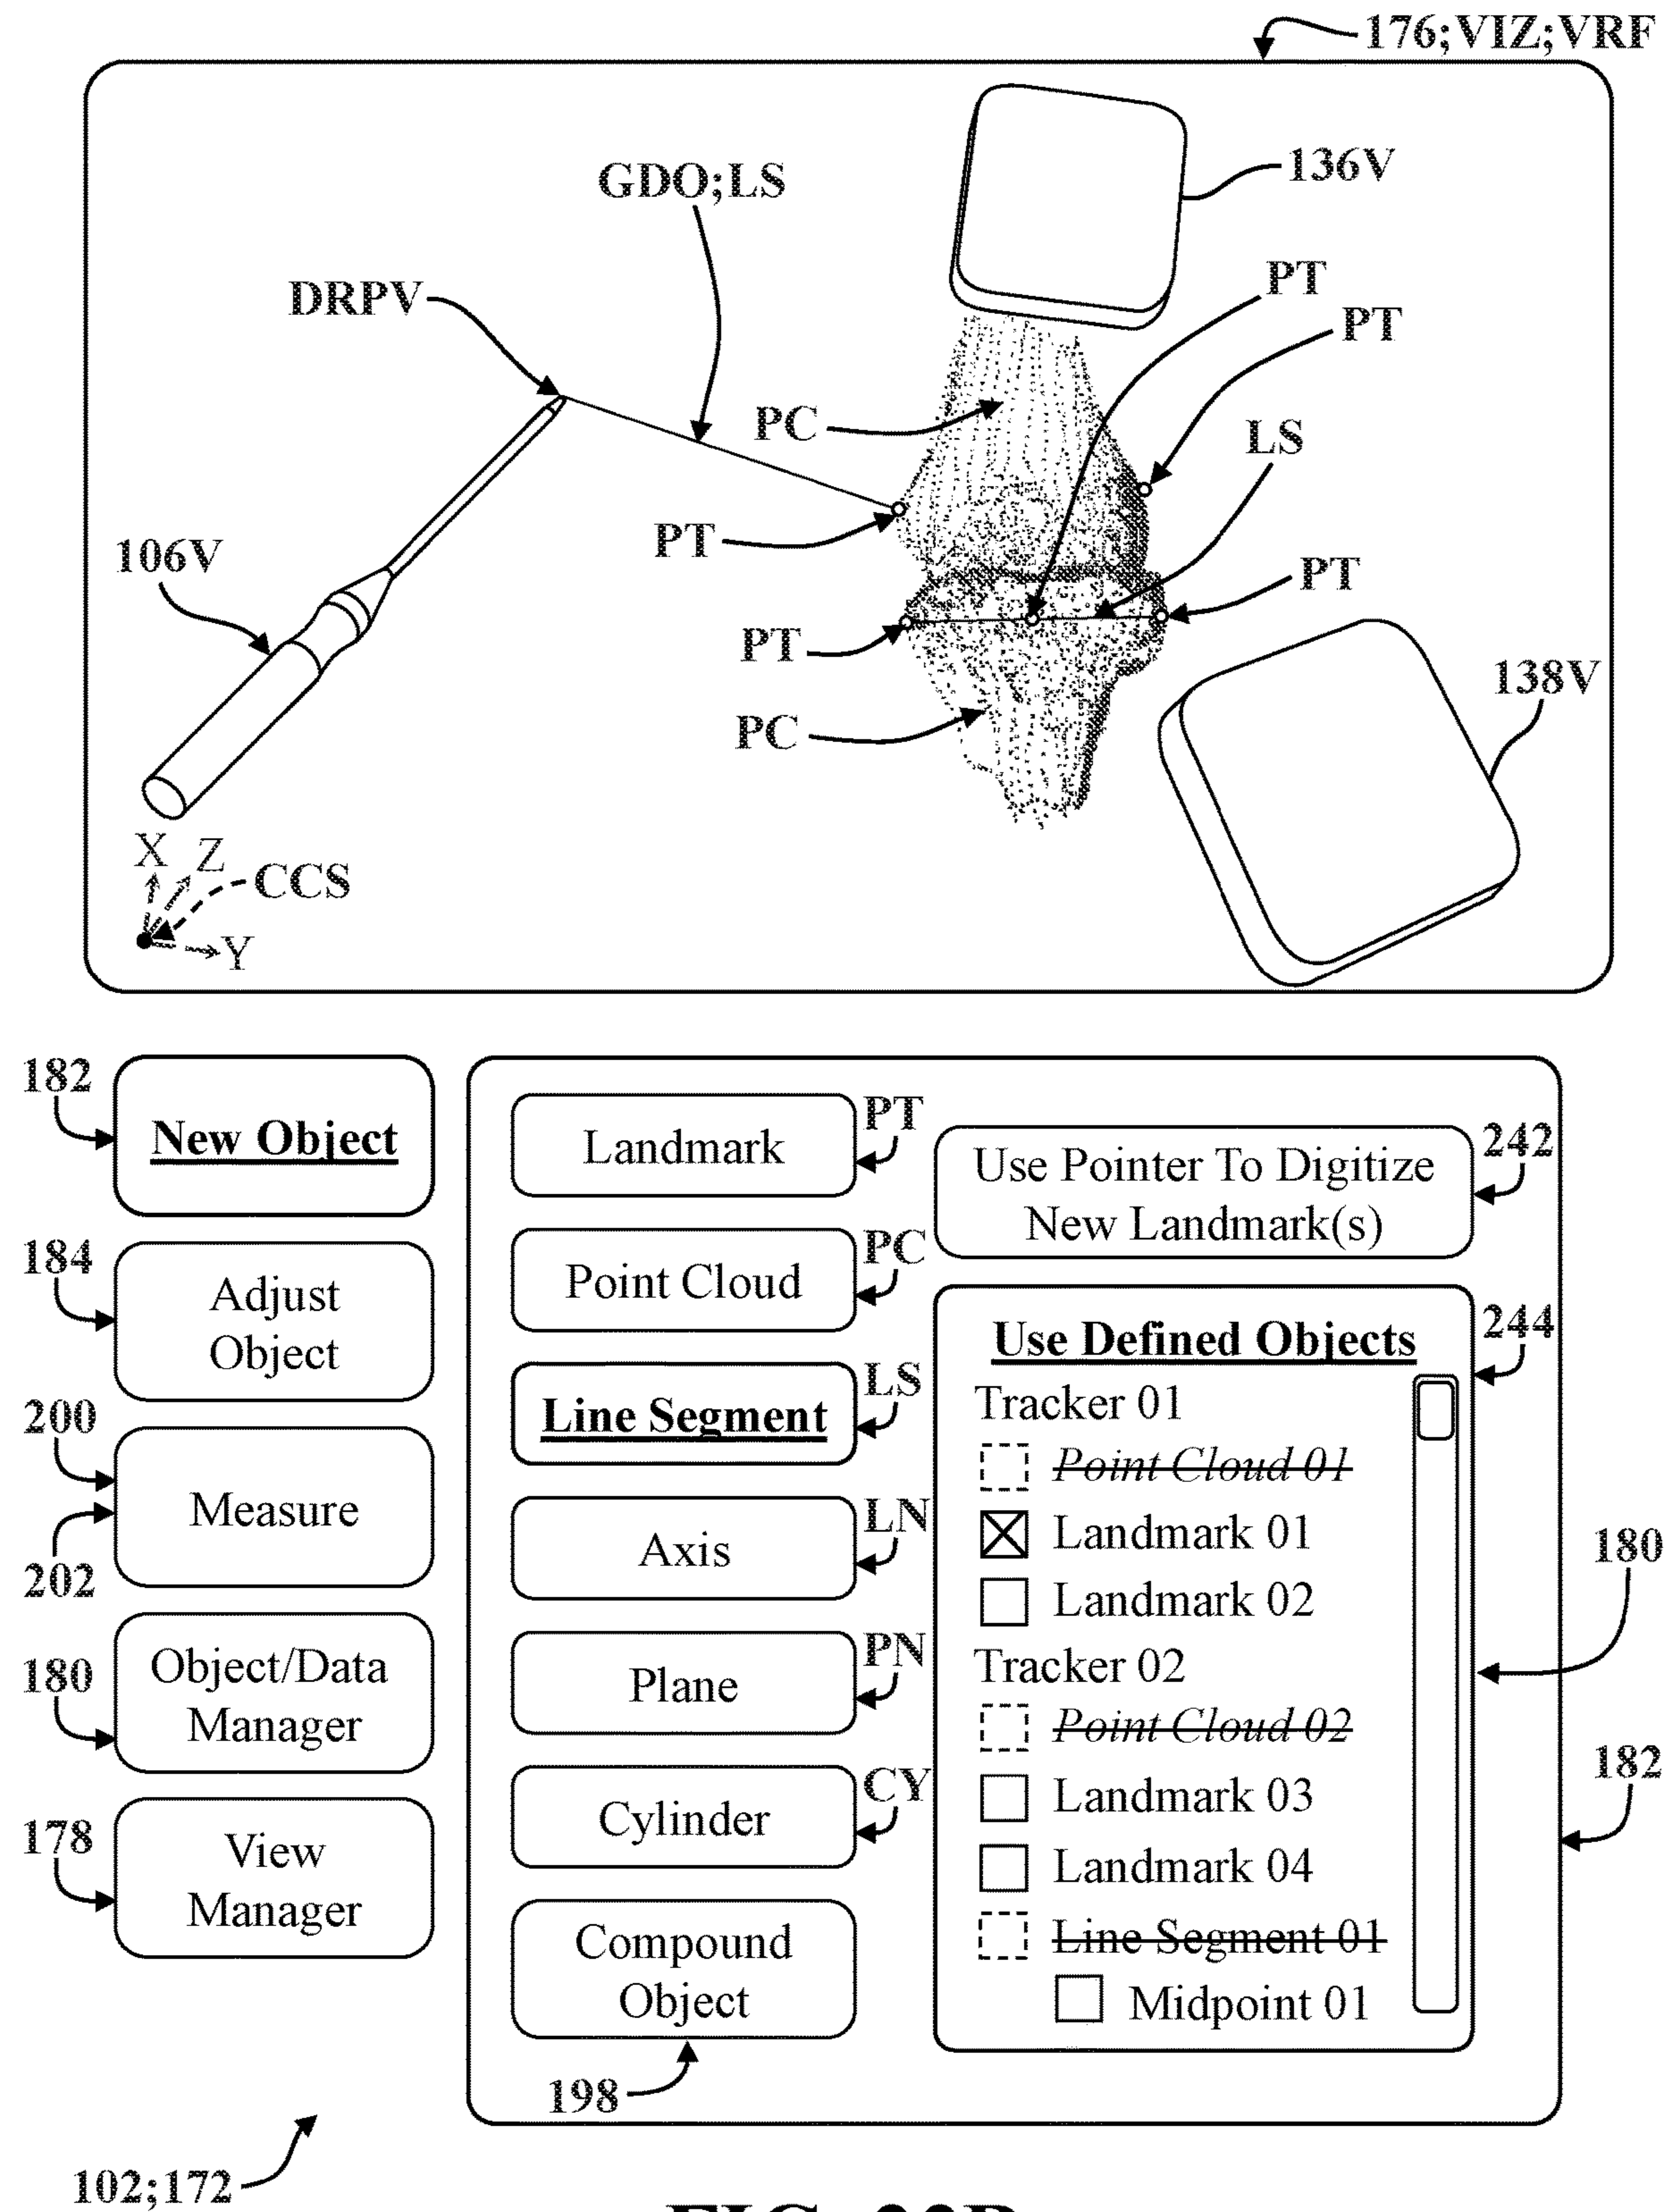 176;VIZ;VRF
136V
GDO;LS
DRPV
PT
PT
PC
LS
PT
106V
PT
PT
138V
PC
X
Z
CCS
Y
182
New Object
184
Adjust
Object
200
Measure
202
180
Object/Data
Manager
178
View
Manager
Landmark
PT
Point Cloud
PC
Line Segment
LS
Axis
LN
Plane
PN
Cylinder
CY
Compound
Object
198
Use Pointer To Digitize
New Landmark(s)
242
244
Use Defined Objects
Tracker 01
Point Cloud 01
Landmark 01
Landmark 02
Tracker 02
Point Cloud 02
Landmark 03
Landmark 04
Line Segment 01
Midpoint 01
180
182
102;172